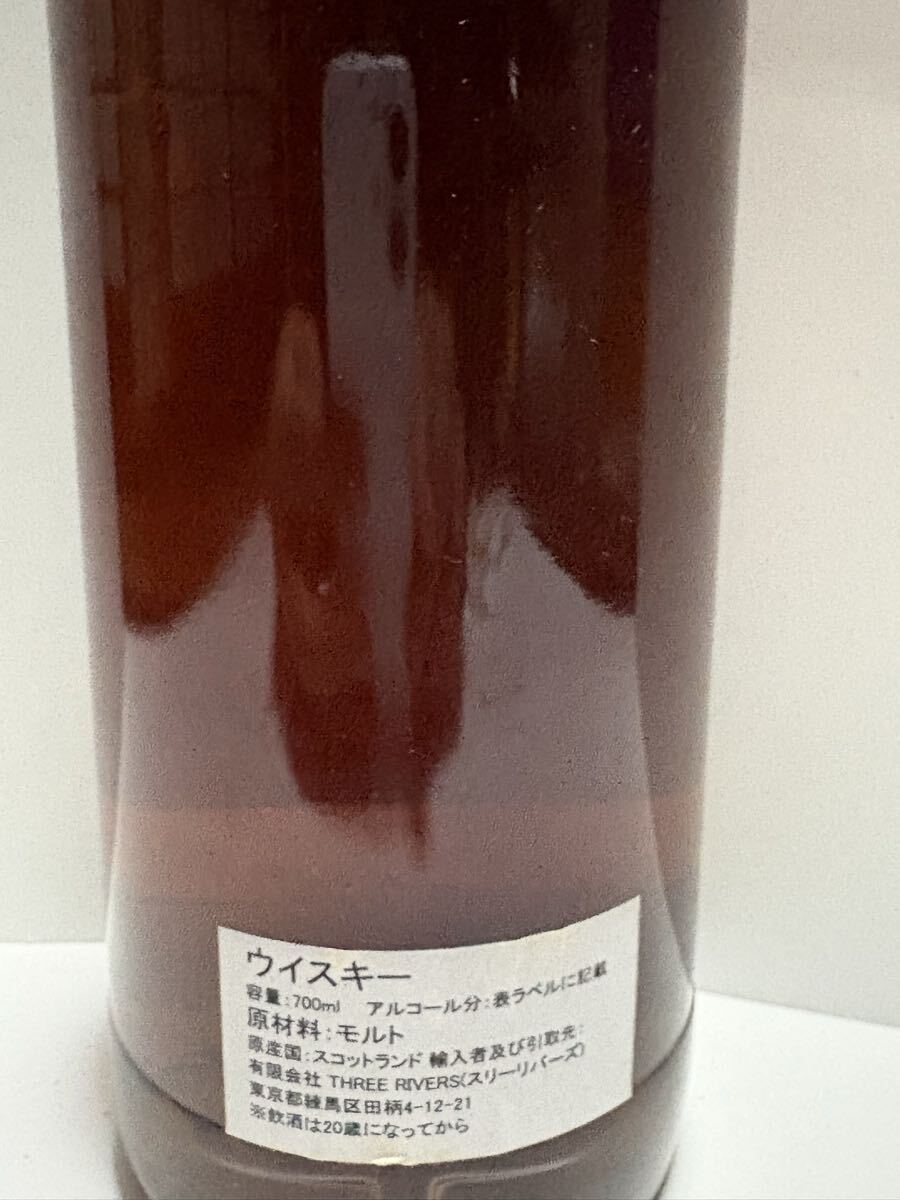 ウイスキー
容量:700ml　アルコール分:表ラベルに記載
原材料:モルト
原産国:スコットランド 輸入者及び引取先:
有限会社 THREE RIVERS(スリーリバーズ)
東京都練馬区田柄4-12-21
※飲酒は20歳になってから